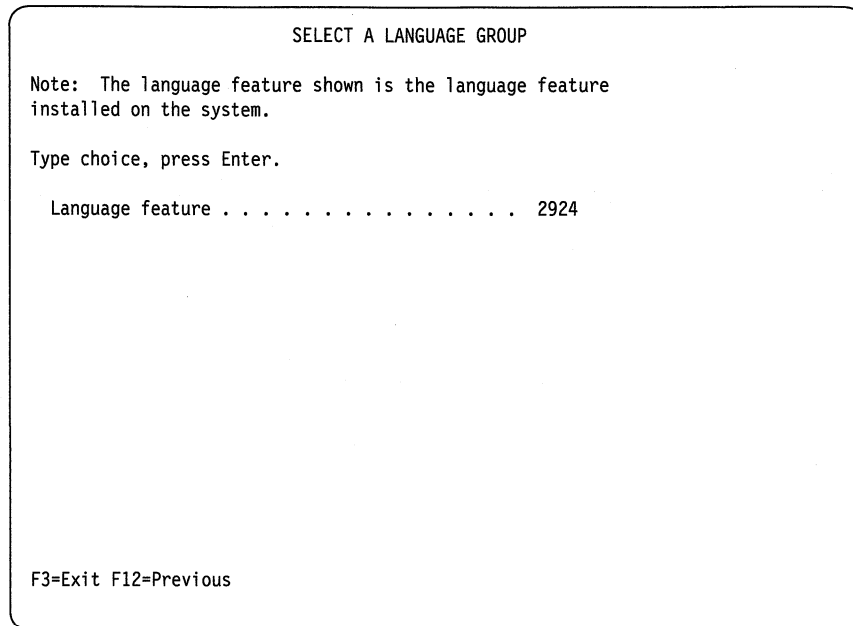 SELECT A LANGUAGE GROUP
Note:  The language feature shown is the language feature
installed on the system.
Type choice, press Enter.
Language feature . . . . . . . . . . . . . . .  2924
F3=Exit F12=Previous